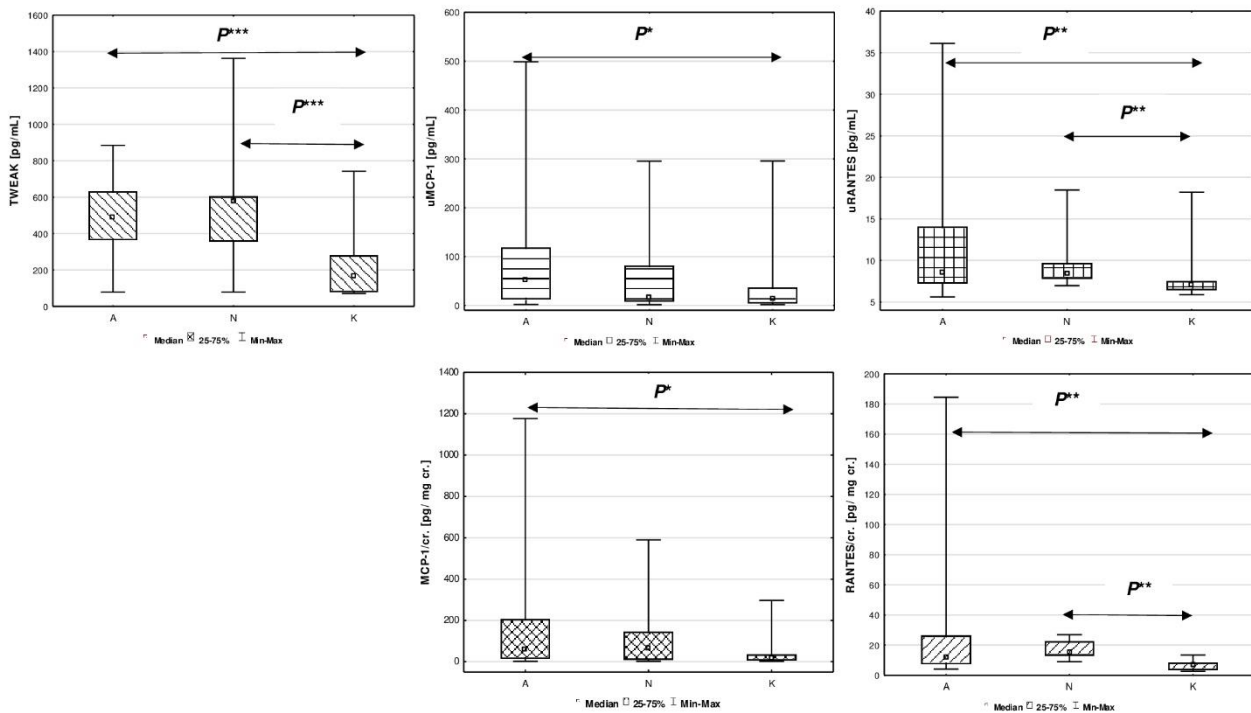 TWEAK [pg/mL]
1600
1400
1200
1000
800
600
400
200
0
P***
P***
A N K
Median 25-75% Min-Max
uMCP-1 [pg/mL]
600
500
400
300
200
100
0
P*
A N K
Median 25-75% Min-Max
uRANTES [pg/mL]
40
35
30
25
20
15
10
5
P**
P**
A N K
Median 25-75% Min-Max
MCP-1/cr. [pg/ mg cr.]
1400
1200
1000
800
600
400
200
0
P*
A N K
Median 25-75% Min-Max
RANTES/cr. [pg/ mg cr.]
200
180
160
140
120
100
80
60
40
20
0
P**
P**
A N K
Median 25-75% Min-Max